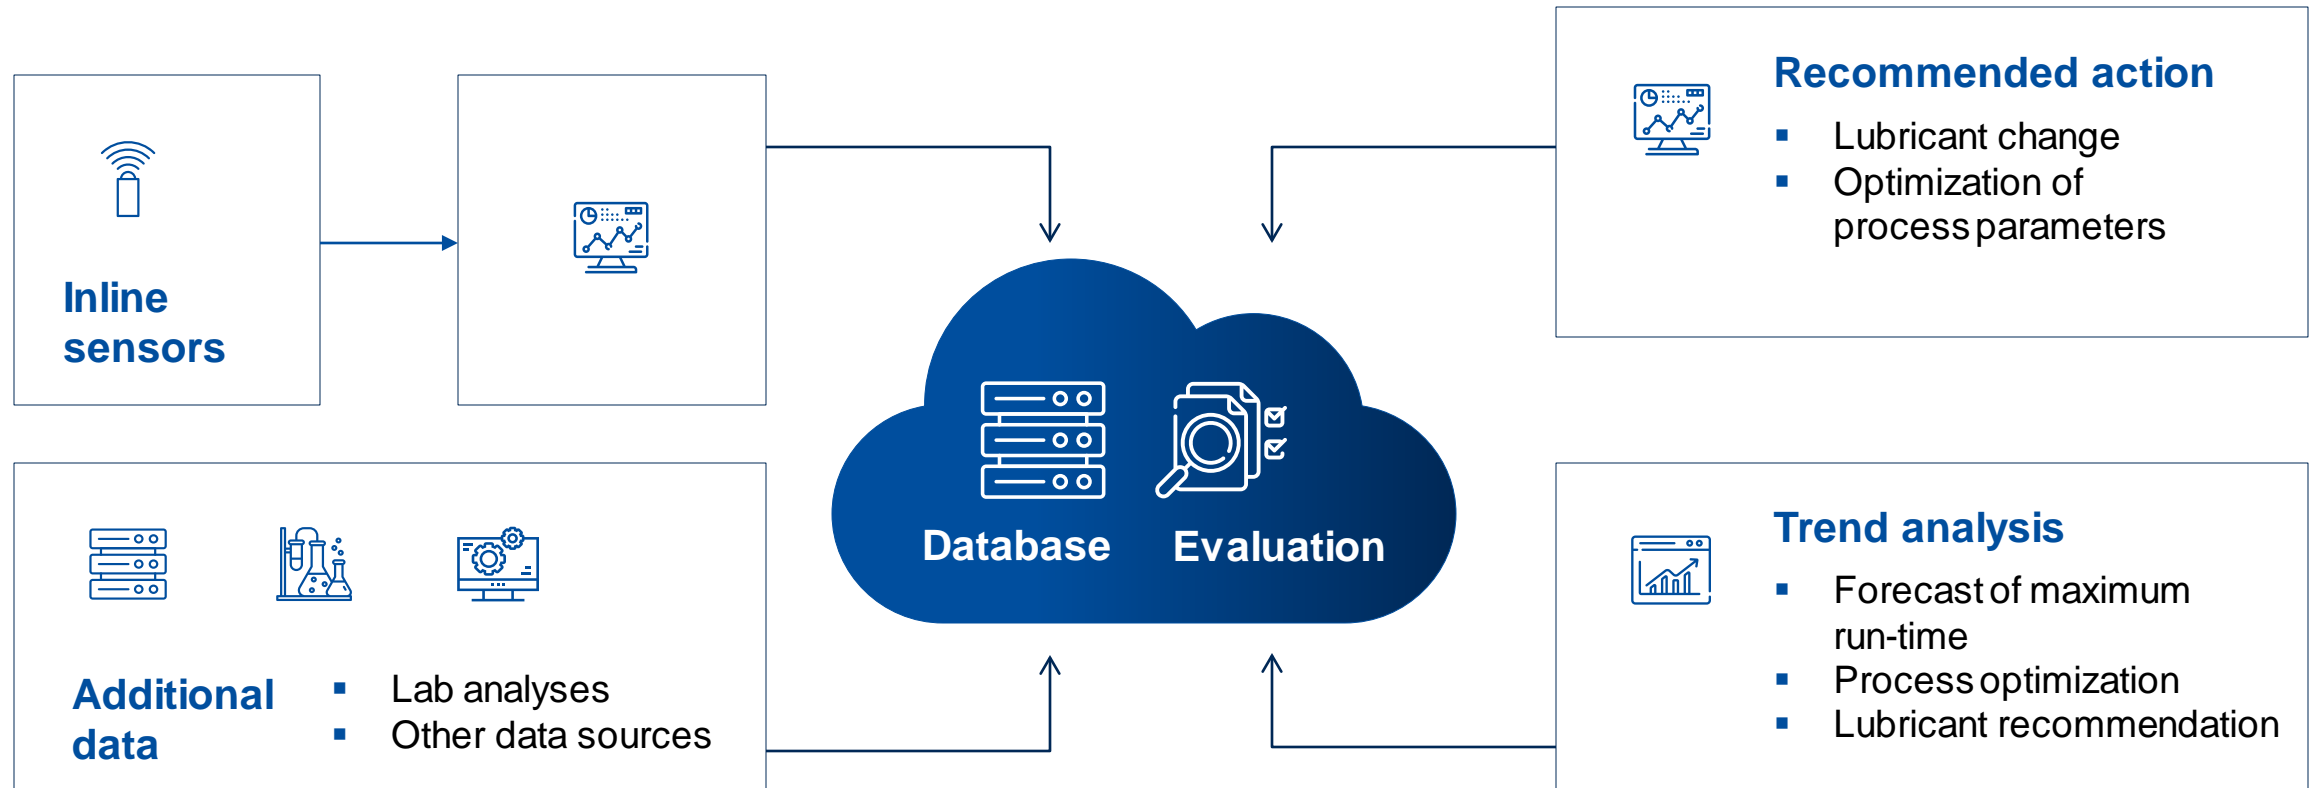 Inline
sensors
Additional
data
▪ Lab analyses
▪ Other data sources
Database
Evaluation
Recommended action
▪ Lubricant change
▪ Optimization of
process parameters
Trend analysis
▪ Forecast of maximum
run-time
▪ Process optimization
▪ Lubricant recommendation